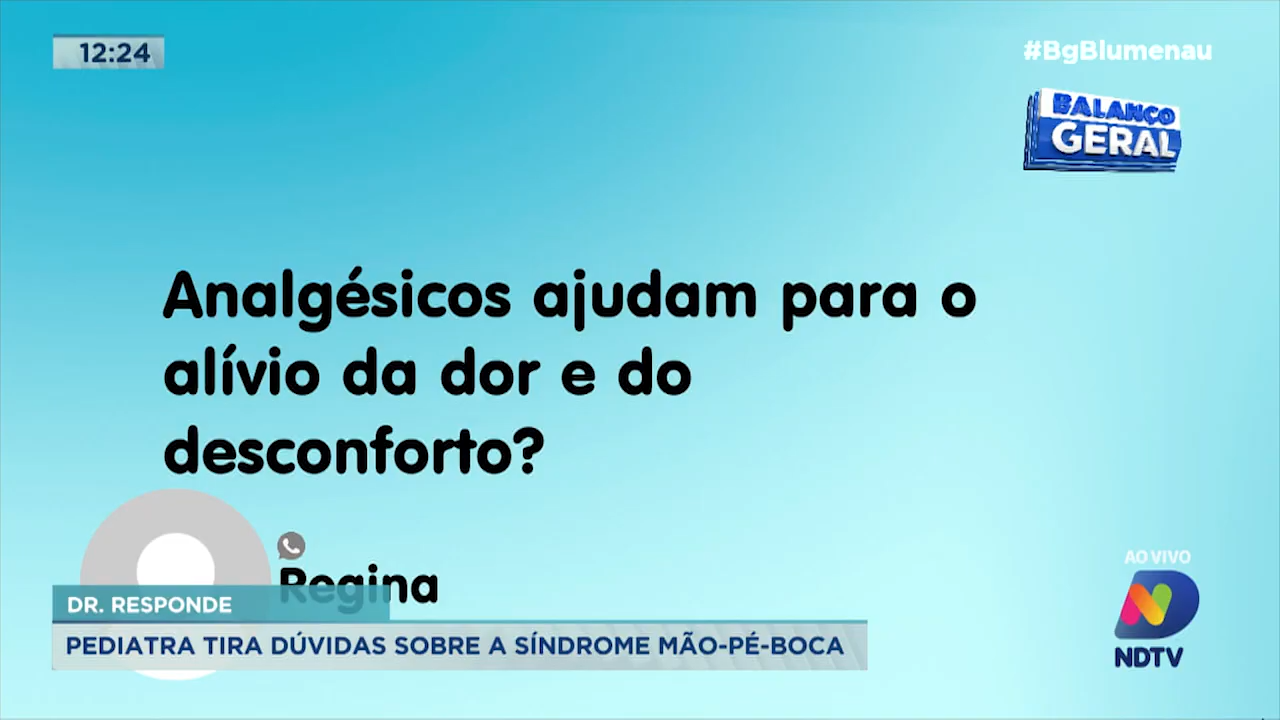 12:24
#BgBlumenau
BALANÇO
GERAL
Analgésicos ajudam para o
alívio da dor e do
desconforto?
Regina
AO VIVO
DR. RESPONDE
PEDIATRA TIRA DÚVIDAS SOBRE A SÍNDROME MÃO-PÉ-BOCA
NDTV